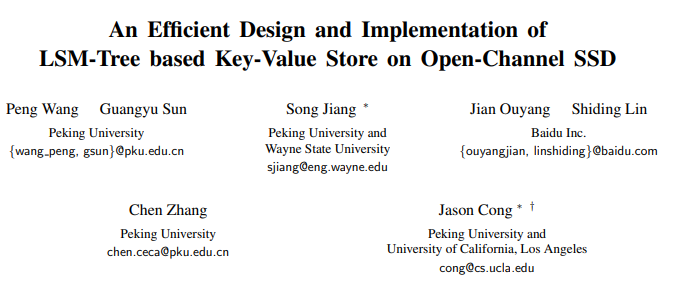 An Efficient Design and Implementation of
LSM-Tree based Key-Value Store on Open-Channel SSD
Peng Wang Guangyu Sun
Peking University
{wang_peng, gsun}@pku.edu.cn
Song Jiang *
Peking University and
Wayne State University
sjiang@eng.wayne.edu
Jian Ouyang Shiding Lin
Baidu Inc.
{ouyangjian, linshiding}@baidu.com
Chen Zhang
Peking University
chen.ceca@pku.edu.cn
Jason Cong * †
Peking University and
University of California, Los Angeles
cong@cs.ucla.edu